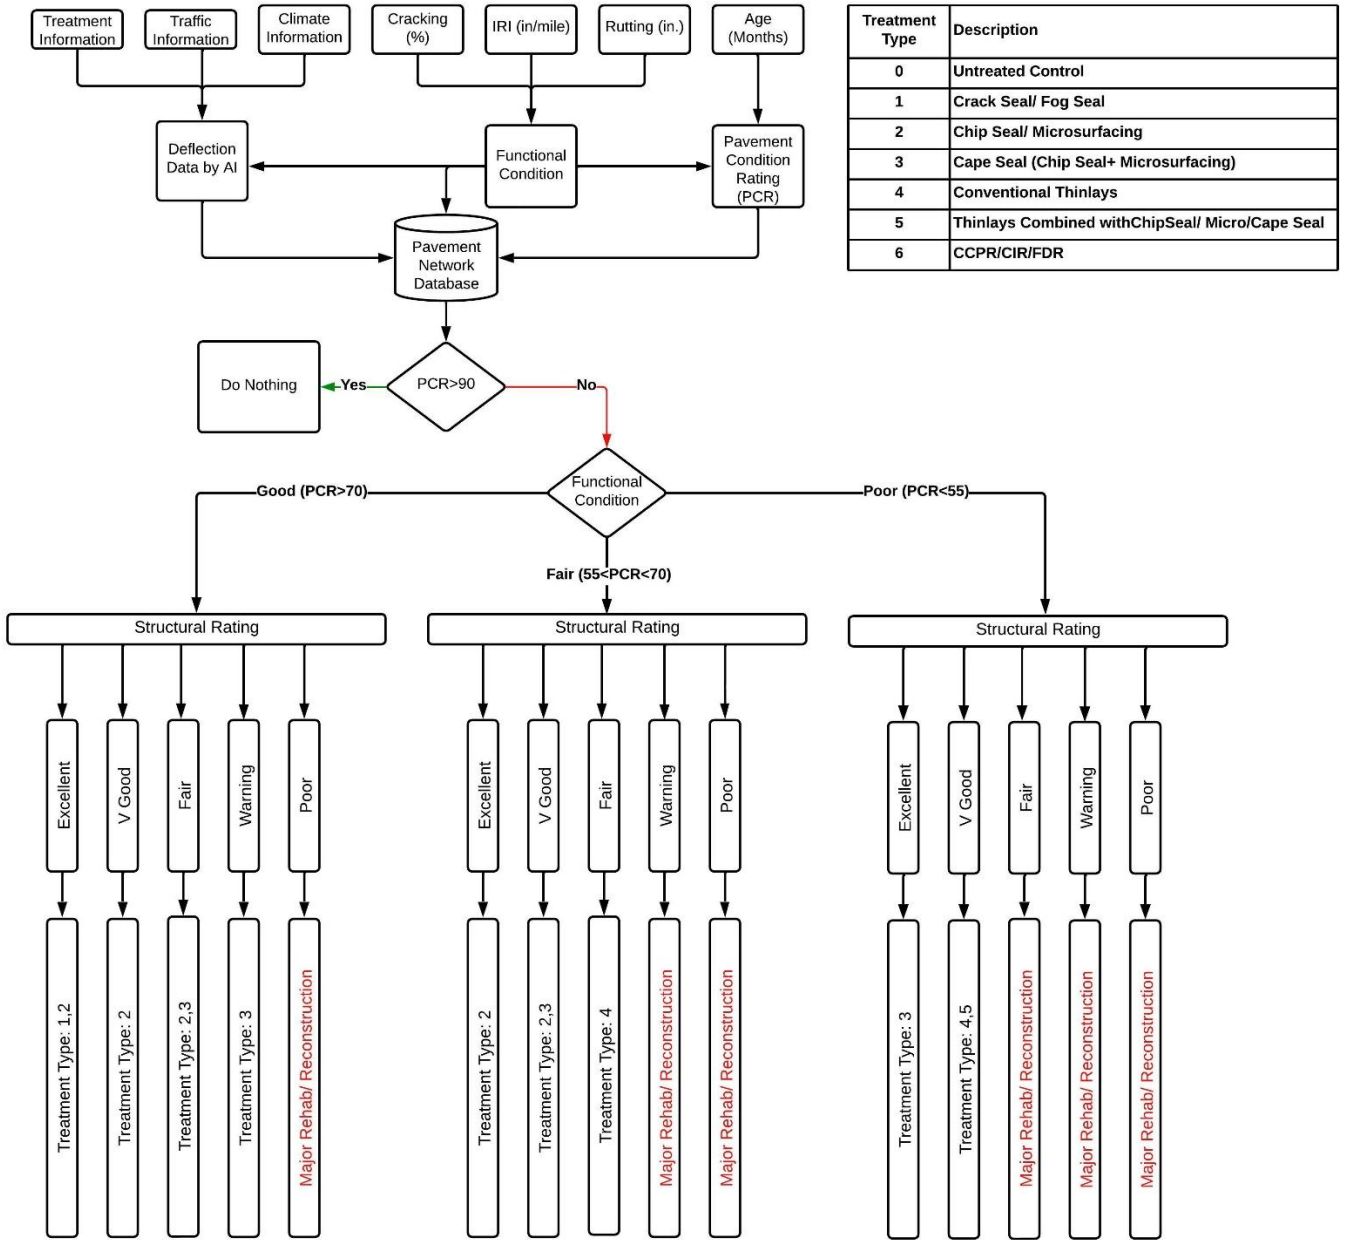 Treatment
Information
Traffic
Information
Climate
Information
Cracking
(%)
IRI (in/mile)
Rutting (in.)
Age
(Months)
Deflection
Data by AI
Functional
Condition
Pavement
Condition
Rating
(PCR)
Pavement
Network
Database
Treatment
Type
Description
0
Untreated Control
1
Crack Seal/ Fog Seal
2
Chip Seal/ Microsurfacing
3
Cape Seal (Chip Seal+ Microsurfacing)
4
Conventional Thinlays
5
Thinlays Combined withChipSeal/ Micro/Cape Seal
6
CCPR/CIR/FDR
Do Nothing
Yes
PCR>90
No
Functional
Condition
Good (PCR>70)
Poor (PCR<55)
Fair (55<PCR<70)
Structural Rating
Excellent
V Good
Fair
Warning
Poor
Treatment Type: 1,2
Treatment Type: 2
Treatment Type: 2,3
Treatment Type: 3
Major Rehab/ Reconstruction
Structural Rating
Excellent
V Good
Fair
Warning
Poor
Treatment Type: 2
Treatment Type: 2,3
Treatment Type: 4
Major Rehab/ Reconstruction
Major Rehab/ Reconstruction
Structural Rating
Excellent
V Good
Fair
Warning
Poor
Treatment Type: 3
Treatment Type: 4,5
Major Rehab/ Reconstruction
Major Rehab/ Reconstruction
Major Rehab/ Reconstruction